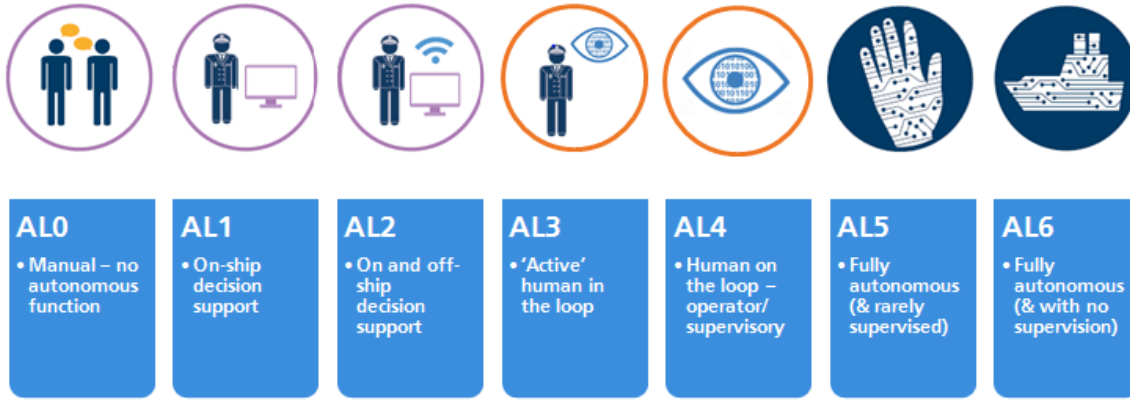 AL0
• Manual – no
autonomous
function
AL1
• On-ship
decision
support
AL2
• On and off-
ship
decision
support
AL3
• ‘Active’
human in
the loop
AL4
• Human on
the loop –
operator/
supervisory
AL5
• Fully
autonomous
(& rarely
supervised)
AL6
• Fully
autonomous
(& with no
supervision)